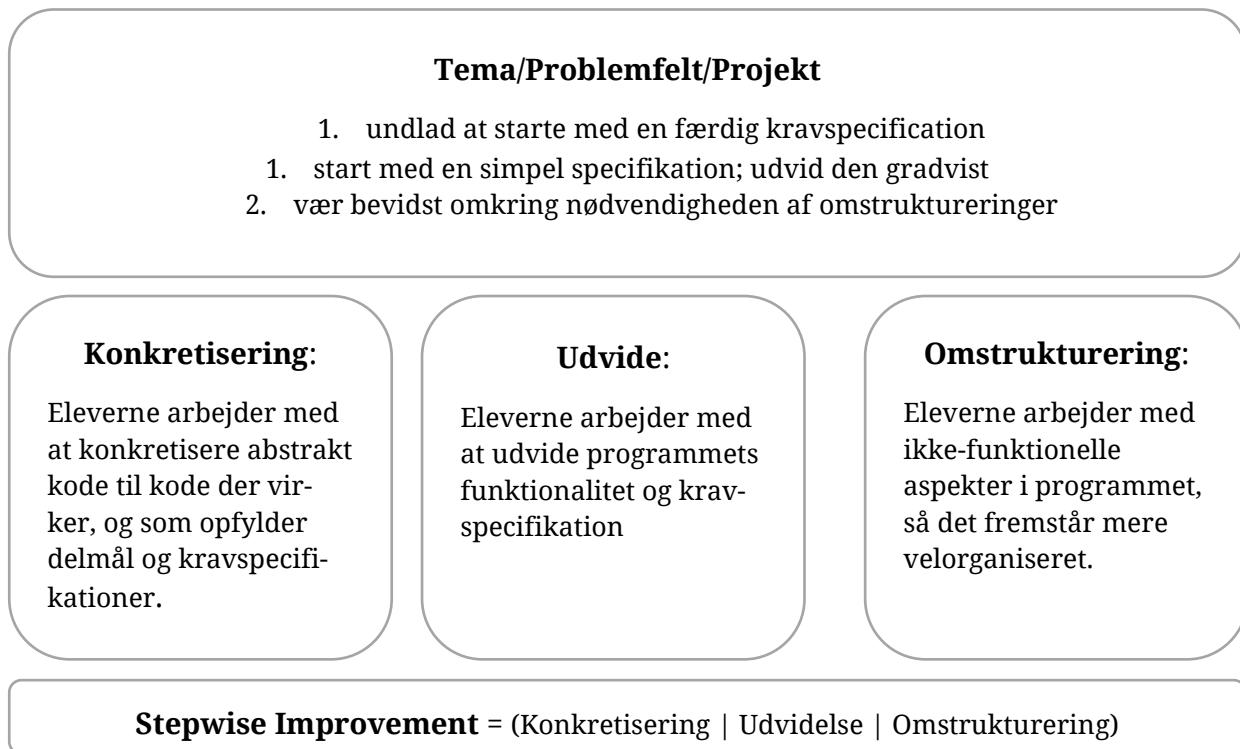 Tema/Problemfelt/Projekt
1. undlad at starte med en færdig kravspecification
1. start med en simpel specifikation; udvid den gradvist
2. vær bevidst omkring nødvendigheden af omstruktureringer
Konkretisering:
Eleverne arbejder med
at konkretisere abstrakt
kode til kode der vir-
ker, og som opfylder
delmål og kravspecifi-
kationer.
Udvide:
Eleverne arbejder med
at udvide programmets
funktionalitet og krav-
specifikation
Omstrukturering:
Eleverne arbejder med
ikke-funktionelle
aspekter i programmet,
så det fremstår mere
velorganiseret.
Stepwise Improvement = (Konkretisering | Udvidelse | Omstrukturering)